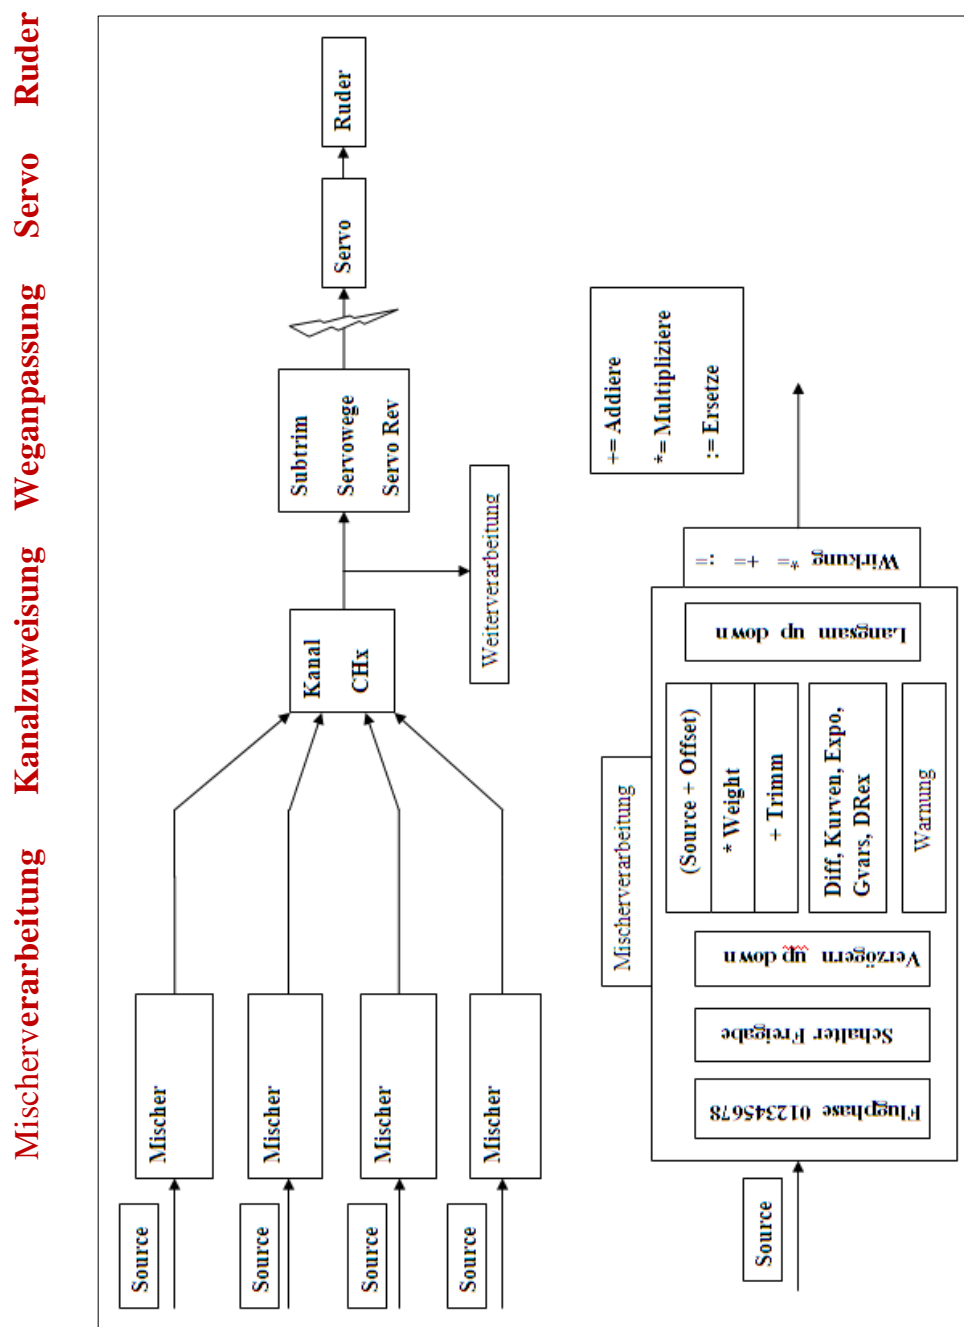 Mischerverarbeitung Kanalzuweisung Weganpassung Servo Ruder
Source
Mischer
Source
Mischer
Source
Mischer
Source
Mischer
Kanal
CHx
Weiterverarbeitung
Subtrim
Servowege
Servo Rev
Servo
Ruder
Source
Mischerverarbeitung
Flugphase 012345678
Schalter Freigabe
Verzögern up down
(Source + Offset)
* Weight
+ Trimm
Diff, Kurven, Expo,
Gvars, DRex
Warnung
Langsam up down
Wirkung *= += :=
+= Addiere
*= Multipliziere
:= Ersetze